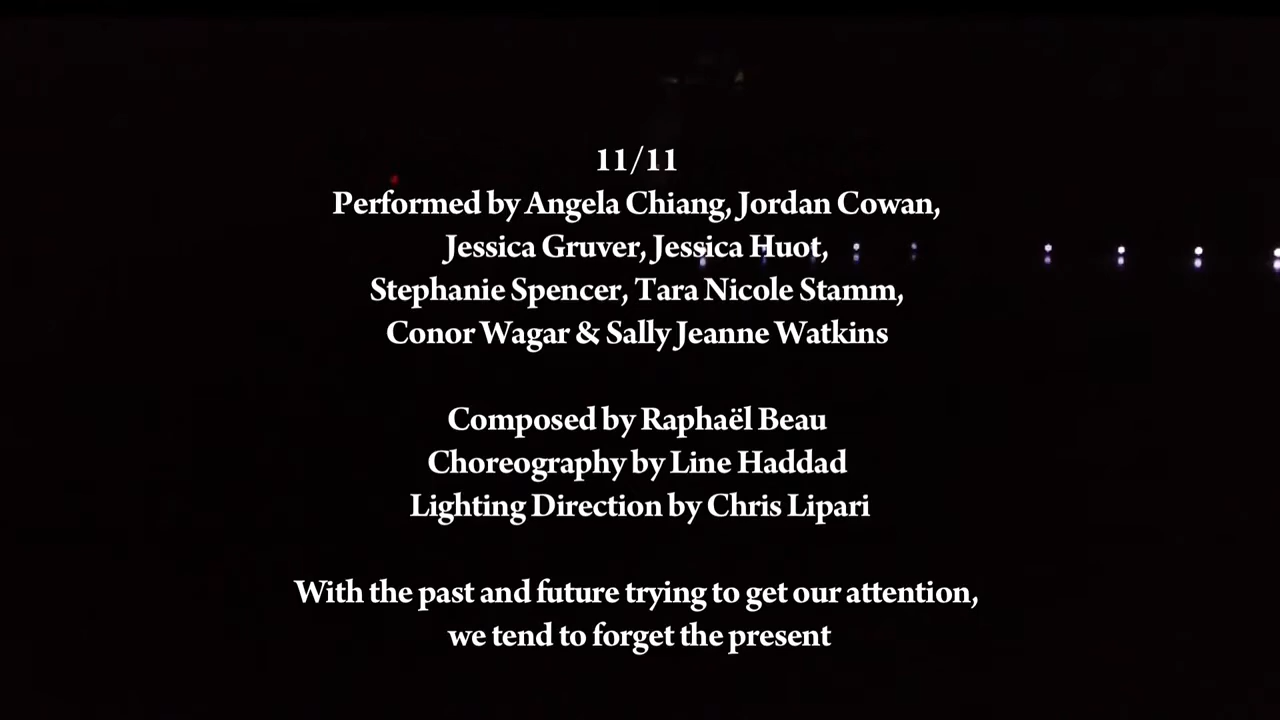 11/11
Performed by Angela Chiang, Jordan Cowan,
Jessica Gruver, Jessica Huot,
Stephanie Spencer, Tara Nicole Stamm,
Conor Wagar & Sally Jeanne Watkins
Composed by Raphaël Beau
Choreography by Line Haddad
Lighting Direction by Chris Lipari
With the past and future trying to get our attention,
we tend to forget the present